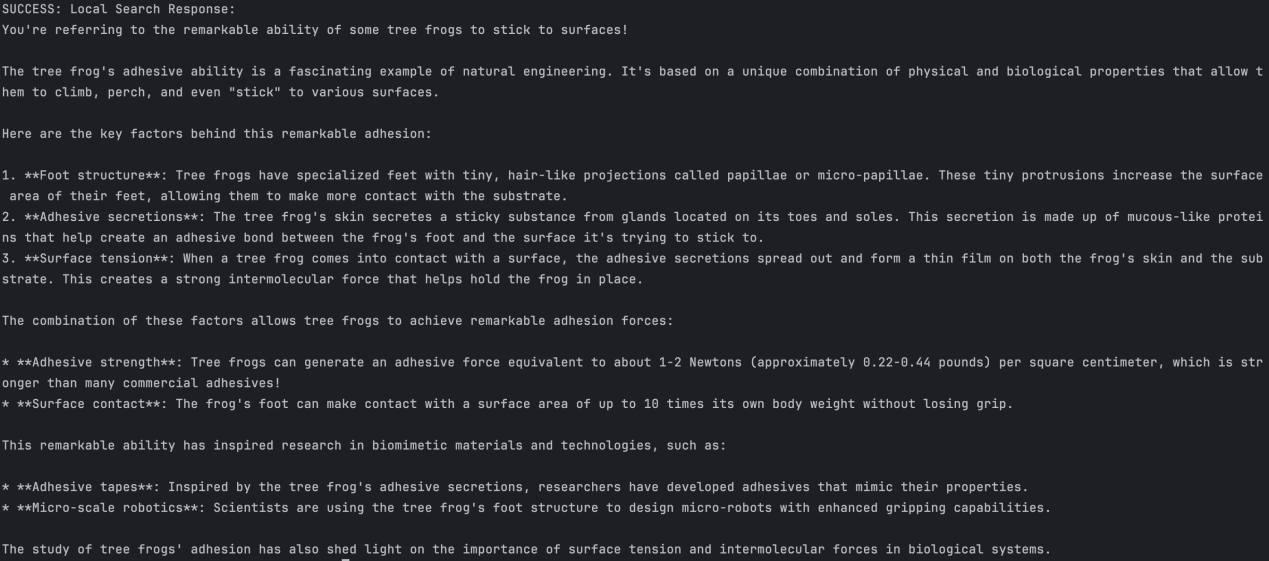 SUCCESS: Local Search Response:
You're referring to the remarkable ability of some tree frogs to stick to surfaces!
The tree frog's adhesive ability is a fascinating example of natural engineering. It's based on a unique combination of physical and biological properties that allow t
hem to climb, perch, and even "stick" to various surfaces.
Here are the key factors behind this remarkable adhesion:
1. **Foot structure**: Tree frogs have specialized feet with tiny, hair-like projections called papillae or micro-papillae. These tiny protrusions increase the surface
 area of their feet, allowing them to make more contact with the substrate.
2. **Adhesive secretions**: The tree frog's skin secretes a sticky substance from glands located on its toes and soles. This secretion is made up of mucous-like protei
ns that help create an adhesive bond between the frog's foot and the surface it's trying to stick to.
3. **Surface tension**: When a tree frog comes into contact with a surface, the adhesive secretions spread out and form a thin film on both the frog's skin and the sub
strate. This creates a strong intermolecular force that helps hold the frog in place.
The combination of these factors allows tree frogs to achieve remarkable adhesion forces:
* **Adhesive strength**: Tree frogs can generate an adhesive force equivalent to about 1-2 Newtons (approximately 0.22-0.44 pounds) per square centimeter, which is str
onger than many commercial adhesives!
* **Surface contact**: The frog's foot can make contact with a surface area of up to 10 times its own body weight without losing grip.
This remarkable ability has inspired research in biomimetic materials and technologies, such as:
* **Adhesive tapes**: Inspired by the tree frog's adhesive secretions, researchers have developed adhesives that mimic their properties.
* **Micro-scale robotics**: Scientists are using the tree frog's foot structure to design micro-robots with enhanced gripping capabilities.
The study of tree frogs' adhesion has also shed light on the importance of surface tension and intermolecular forces in biological systems.